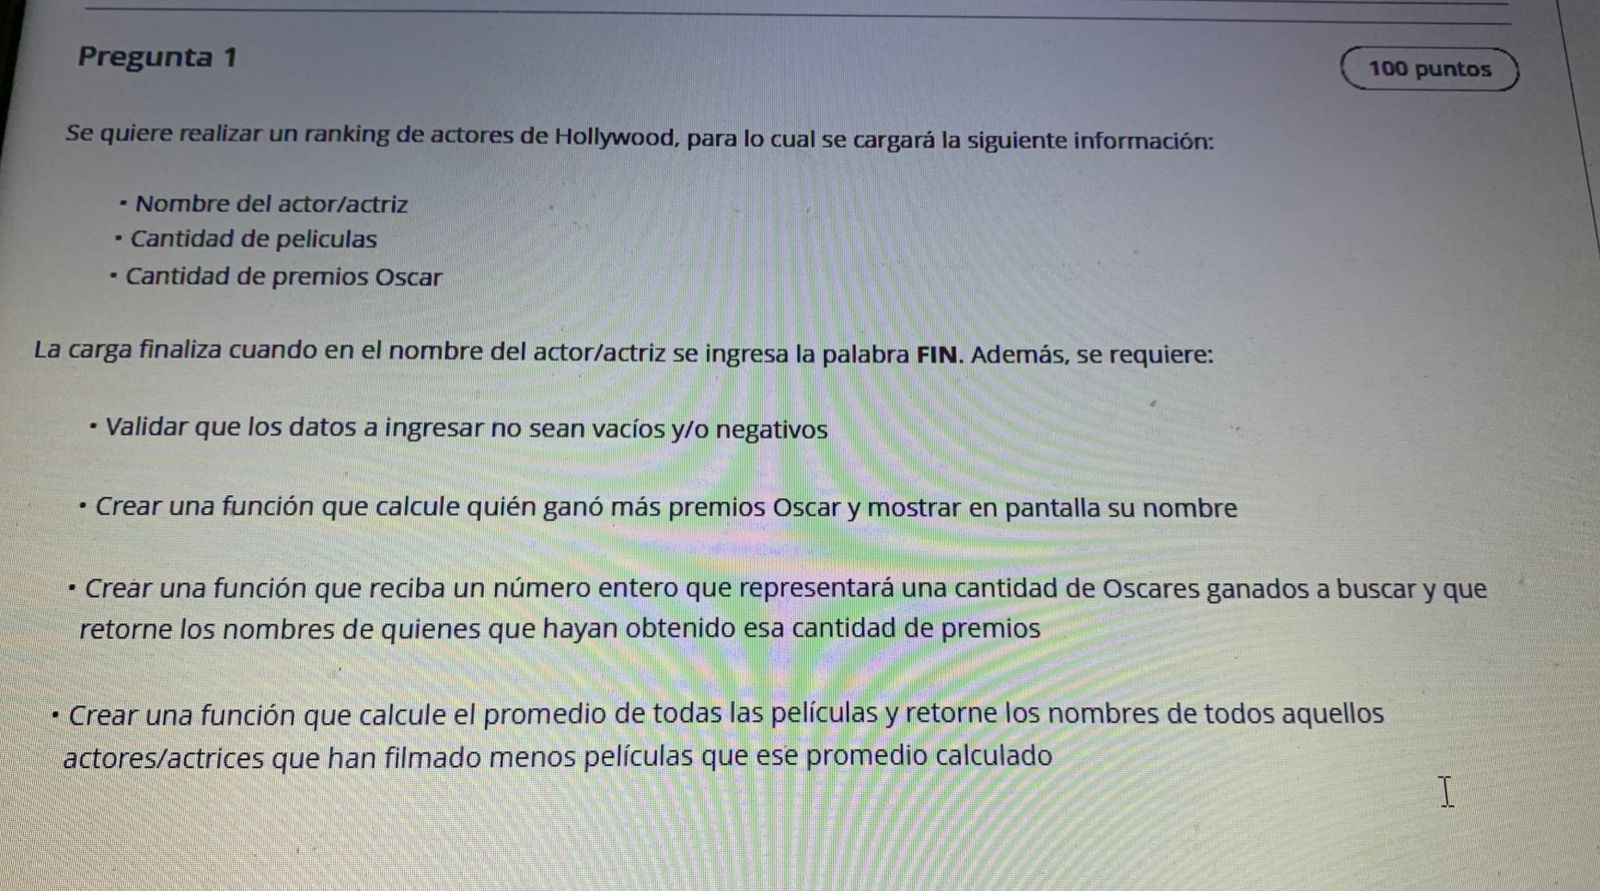 Pregunta 1
100 puntos
Se quiere realizar un ranking de actores de Hollywood, para lo cual se cargará la siguiente información:
• Nombre del actor/actriz
• Cantidad de peliculas
• Cantidad de premios Oscar
La carga finaliza cuando en el nombre del actor/actriz se ingresa la palabra FIN. Además, se requiere:
• Validar que los datos a ingresar no sean vacíos y/o negativos
• Crear una función que calcule quién ganó más premios Oscar y mostrar en pantalla su nombre
• Crear una función que reciba un número entero que representará una cantidad de Oscares ganados a buscar y que
retorne los nombres de quienes que hayan obtenido esa cantidad de premios
• Crear una función que calcule el promedio de todas las películas y retorne los nombres de todos aquellos
actores/actrices que han filmado menos películas que ese promedio calculado